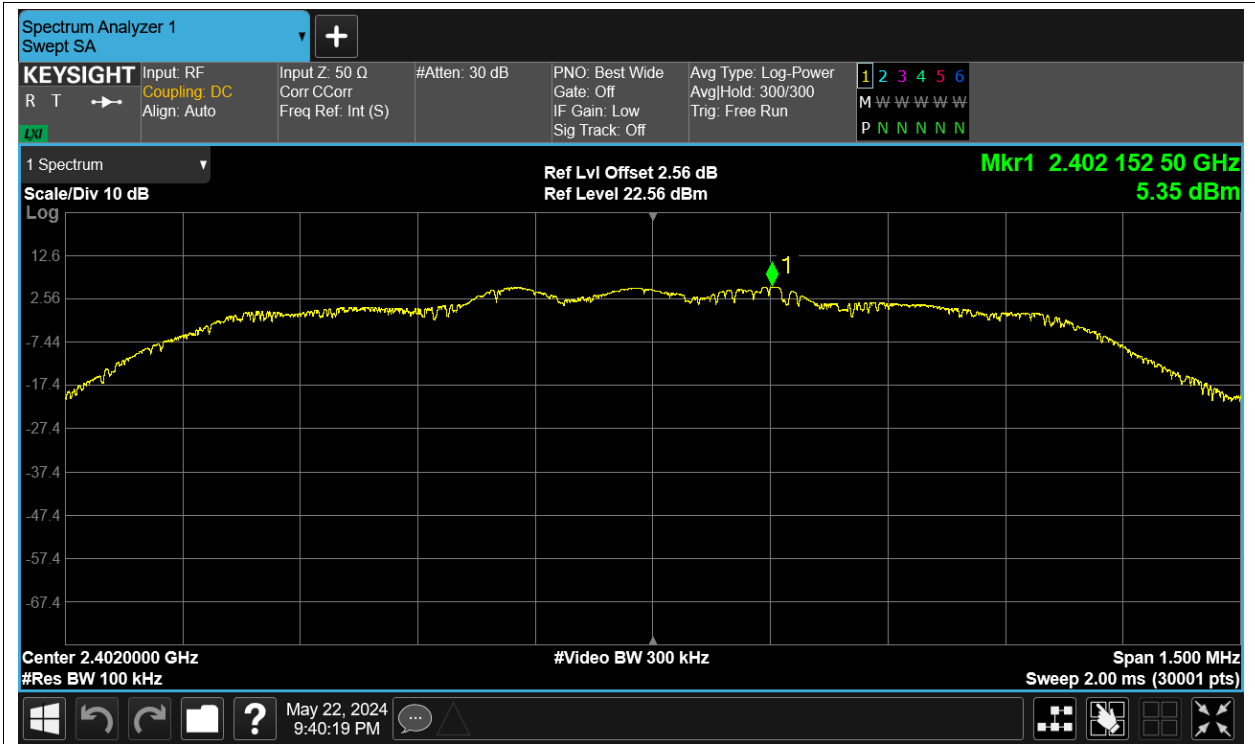 Spectrum Analyzer 1
Swept SA
KEYSIGHT
R T
LXI
Input: RF
Coupling: DC
Align: Auto
Input Z: 50 Ω
Corr CCorr
Freq Ref: Int (S)
#Atten: 30 dB
PNO: Best Wide
Gate: Off
IF Gain: Low
Sig Track: Off
Avg Type: Log-Power
Avg|Hold: 300/300
Trig: Free Run
1 2 3 4 5 6
M W W W W W
P N N N N N
1 Spectrum
Scale/Div 10 dB
Log
Ref Lvl Offset 2.56 dB
Ref Level 22.56 dBm
Mkr1 2.402 152 50 GHz
5.35 dBm
12.6
1
2.56
-7.44
-17.4
-27.4
-37.4
-47.4
-57.4
-67.4
Center 2.4020000 GHz
#Res BW 100 kHz
#Video BW 300 kHz
Span 1.500 MHz
Sweep 2.00 ms (30001 pts)
?
May 22, 2024
9:40:19 PM